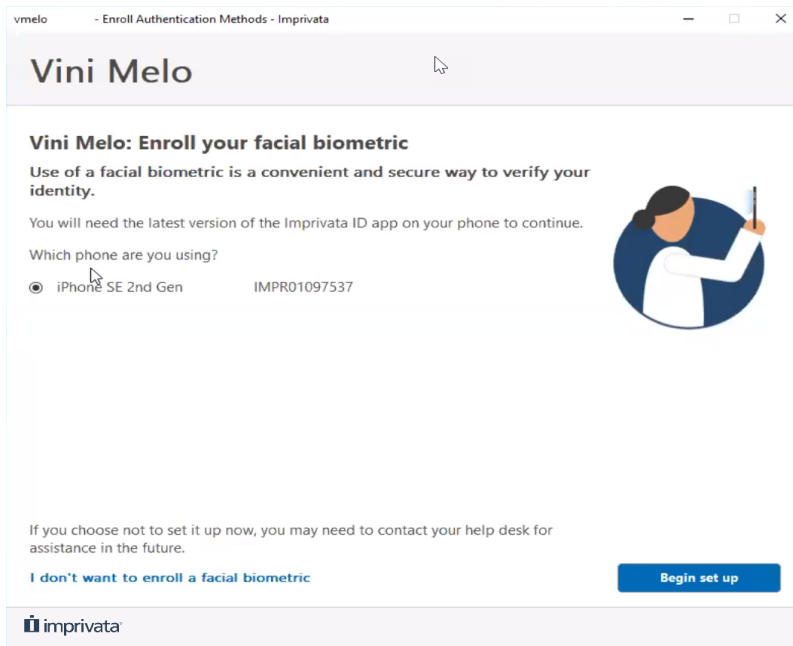 vmelo - Enroll Authentication Methods - Imprivata
Vini Melo
Vini Melo: Enroll your facial biometric
Use of a facial biometric is a convenient and secure way to verify your
identity.
You will need the latest version of the Imprivata ID app on your phone to continue.
Which phone are you using?
iPhone SE 2nd Gen IMPR01097537
If you choose not to set it up now, you may need to contact your help desk for
assistance in the future.
I don't want to enroll a facial biometric
Begin set up
imprivata